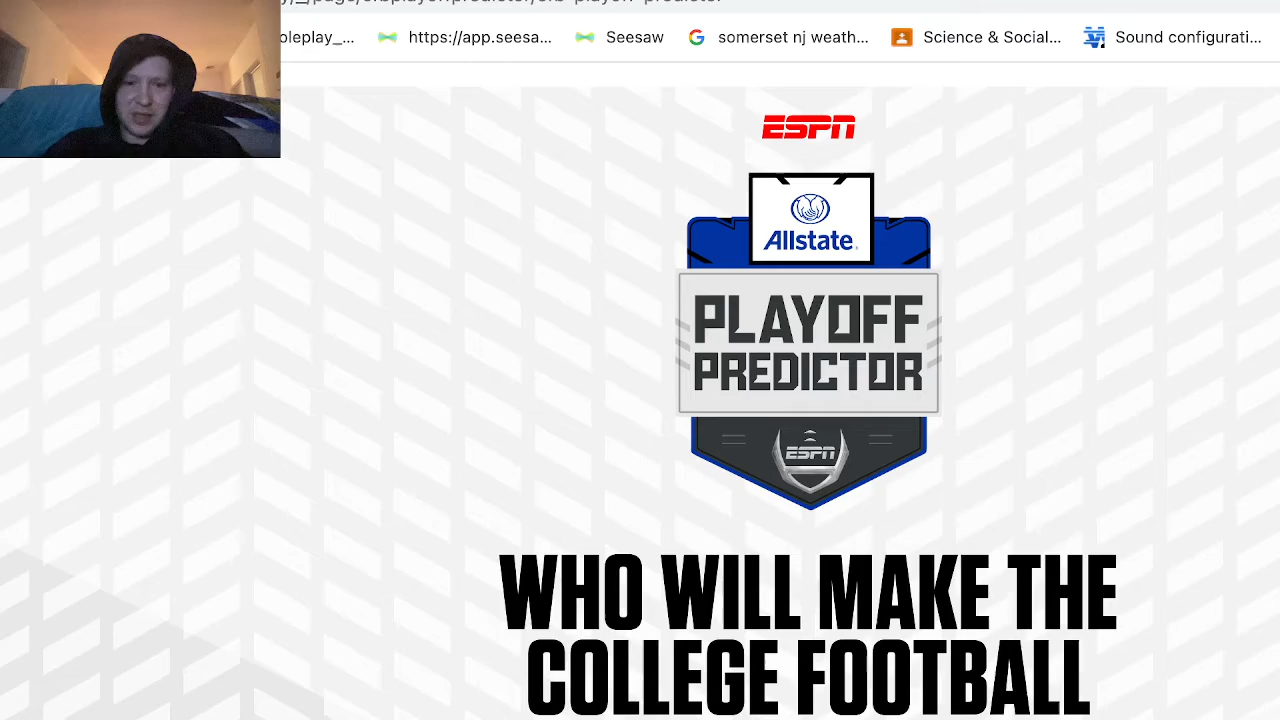 oleplay_...
https://app.seesa...
Seesaw
somerset nj weath...
Science & Social...
Sound configurati...
ESPN
Allstate
PLAYOFF
PREDICTOR
ESPN
WHO WILL MAKE THE
COLLEGE FOOTBALL